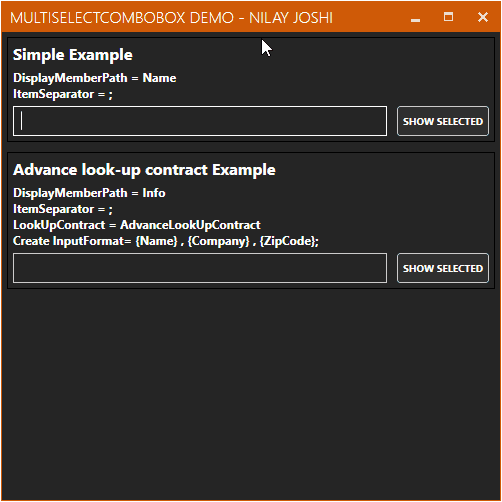 MULTISELECTCOMBOBOX DEMO - NILAY JOSHI
Simple Example
DisplayMemberPath = Name
ItemSeparator = ;
SHOW SELECTED
Advance look-up contract Example
DisplayMemberPath = Info
ItemSeparator = ;
LookUpContract = AdvanceLookUpContract
Create InputFormat= {Name} , {Company} , {ZipCode};
SHOW SELECTED